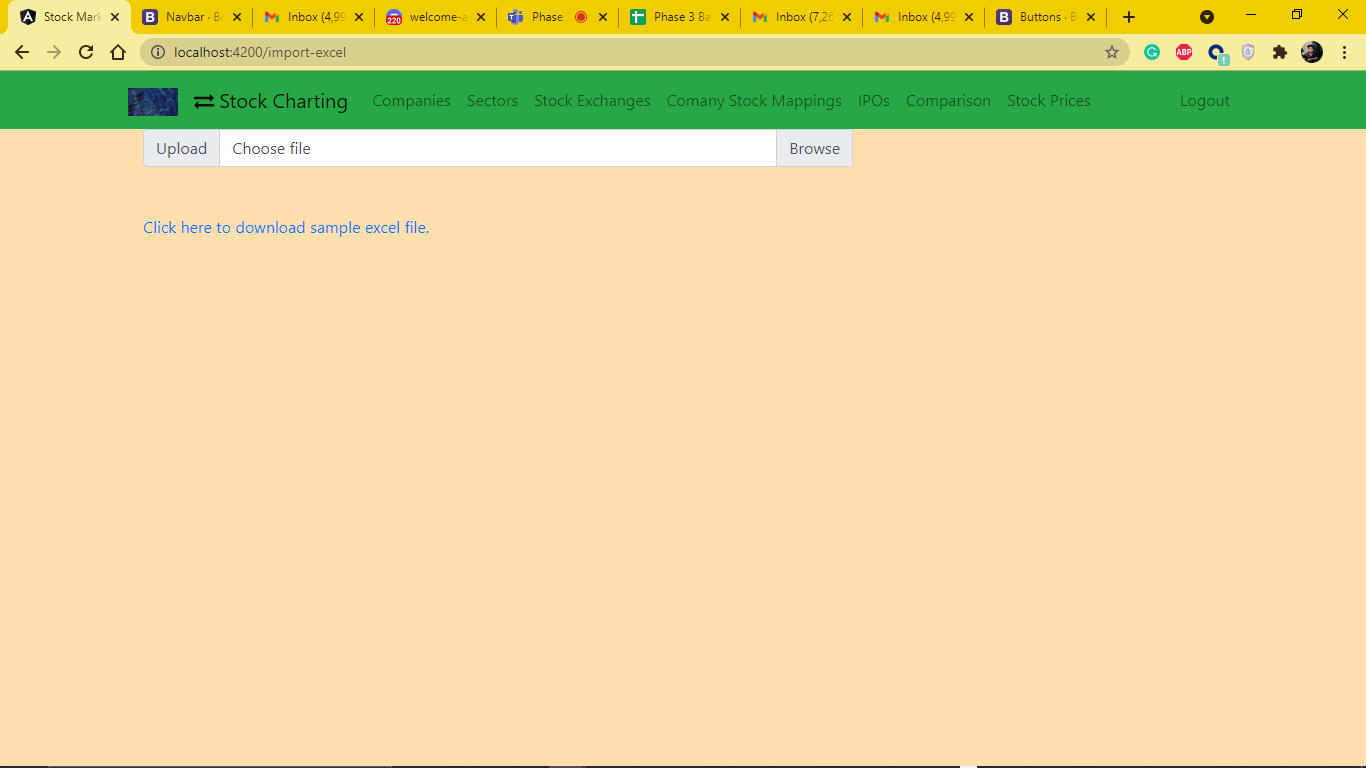 Stock Mark
Navbar · B
Inbox (4,99
welcome-a
Phase
Phase 3 Ba
Inbox (7,26
Inbox (4,99
Buttons · B
localhost:4200/import-excel
ABP
Stock Charting Companies Sectors Stock Exchanges Comany Stock Mappings IPOs Comparison Stock Prices Logout
Upload Choose file Browse
Click here to download sample excel file.